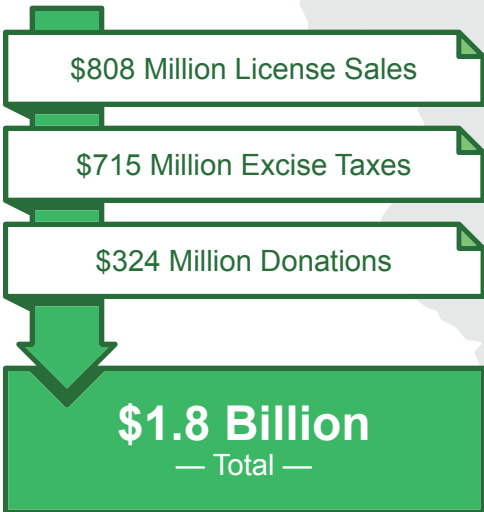 $808 Million License Sales
$715 Million Excise Taxes
$324 Million Donations
$1.8 Billion
— Total —